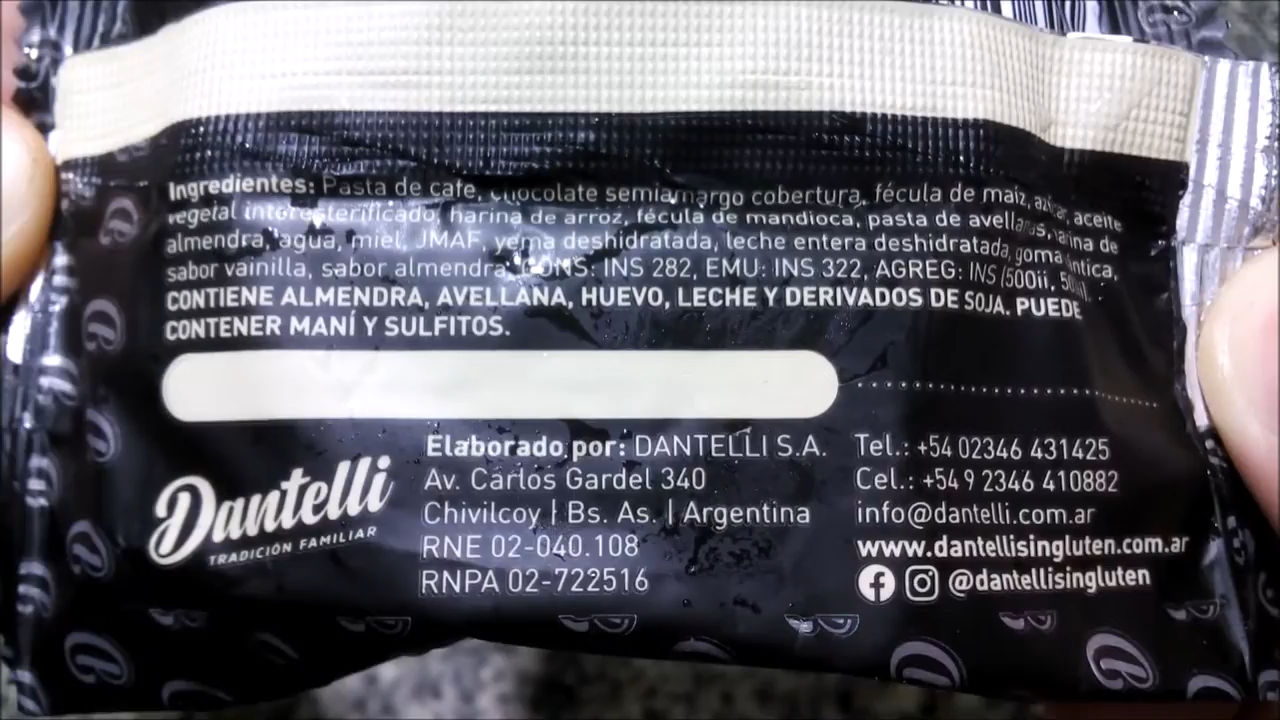 Ingredientes: Pasta de cafe, chocolate semiamargo cobertura, fécula de maiz, azúcar, aceite
vegetal interesterificado, harina de arroz, fécula de mandioca, pasta de avellanas, harina de
almendra, agua, miel, JMAF, yema deshidratada, leche entera deshidratada, goma
sabor vainilla, sabor almendra, CONS: INS 282, EMU: INS 322, AGREG: INS (500ii,
CONTIENE ALMENDRA, AVELLANA, HUEVO, LECHE Y DERIVADOS DE SOJA. PUEDE
CONTENER MANÍ Y SULFITOS.
Dantelli
TRADICIÓN FAMILIAR
Elaborado por: DANTELLI S.A.
Av. Carlos Gardel 340
Chivilcoy | Bs. As. | Argentina
RNE 02-040.108
RNPA 02-722516
Tel.: +54 02346 431425
Cel.: +54 9 2346 410882
info@dantelli.com.ar
www.dantellisingluten.com.ar
@dantellisingluten